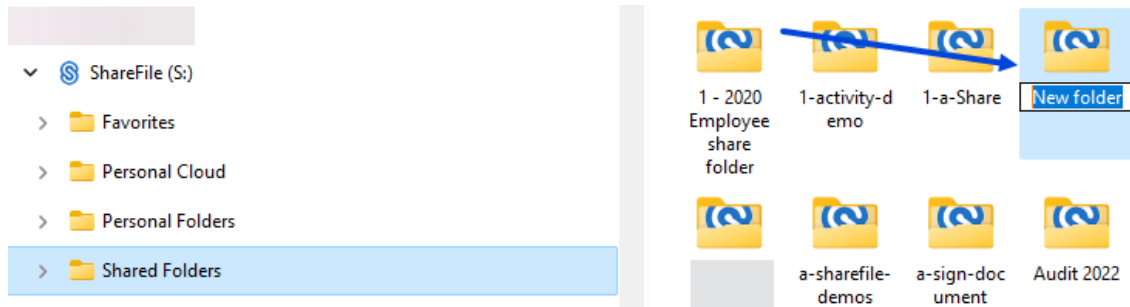 ShareFile (S:)
Favorites
Personal Cloud
Personal Folders
Shared Folders
1 - 2020
Employee
share
folder
1-activity-d
emo
1-a-Share
New folder
a-sharefile-
demos
a-sign-doc
ument
Audit 2022